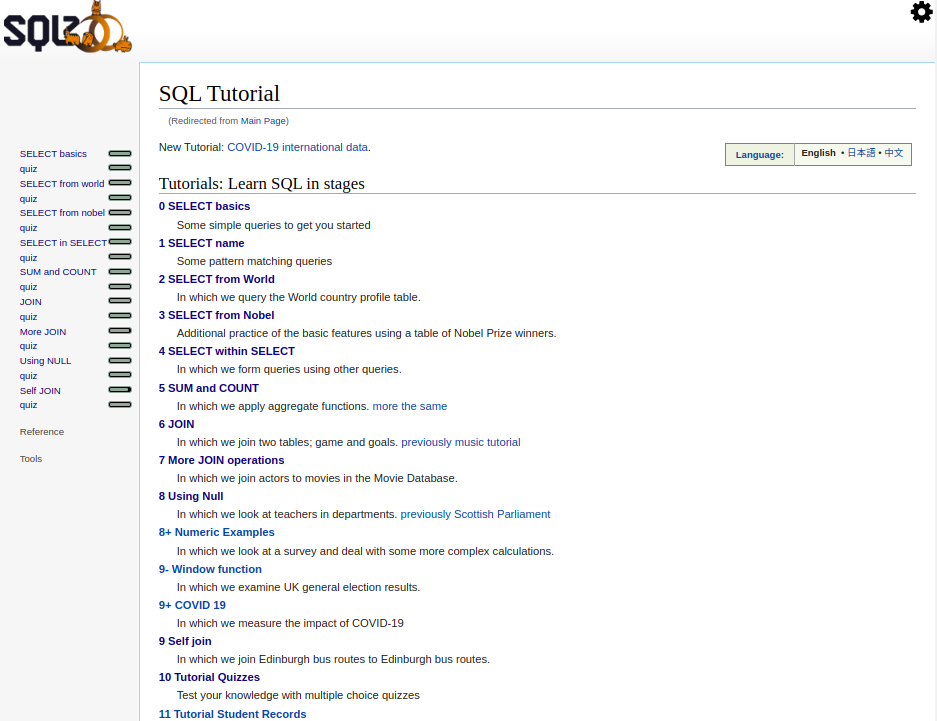 SQLZ
SELECT basics
quiz
SELECT from world
quiz
SELECT from nobel
quiz
SELECT in SELECT
quiz
SUM and COUNT
quiz
JOIN
quiz
More JOIN
quiz
Using NULL
quiz
Self JOIN
quiz
Reference
Tools
SQL Tutorial
(Redirected from Main Page)
New Tutorial: COVID-19 international data.
Language: English • 日本語 • 中文
Tutorials: Learn SQL in stages
0 SELECT basics
Some simple queries to get you started
1 SELECT name
Some pattern matching queries
2 SELECT from World
In which we query the World country profile table.
3 SELECT from Nobel
Additional practice of the basic features using a table of Nobel Prize winners.
4 SELECT within SELECT
In which we form queries using other queries.
5 SUM and COUNT
In which we apply aggregate functions. more the same
6 JOIN
In which we join two tables; game and goals. previously music tutorial
7 More JOIN operations
In which we join actors to movies in the Movie Database.
8 Using Null
In which we look at teachers in departments. previously Scottish Parliament
8+ Numeric Examples
In which we look at a survey and deal with some more complex calculations.
9- Window function
In which we examine UK general election results.
9+ COVID 19
In which we measure the impact of COVID-19
9 Self join
In which we join Edinburgh bus routes to Edinburgh bus routes.
10 Tutorial Quizzes
Test your knowledge with multiple choice quizzes
11 Tutorial Student Records